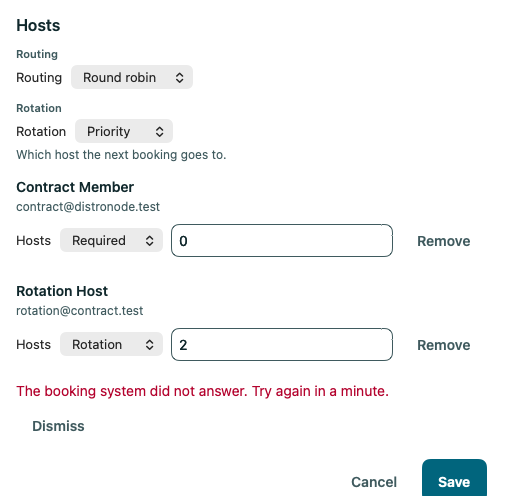 Hosts
Routing
Routing Round robin
Rotation
Rotation Priority
Which host the next booking goes to.
Contract Member
contract@distronode.test
Hosts Required 0 Remove
Rotation Host
rotation@contract.test
Hosts Rotation 2 Remove
The booking system did not answer. Try again in a minute.
Dismiss
Cancel Save